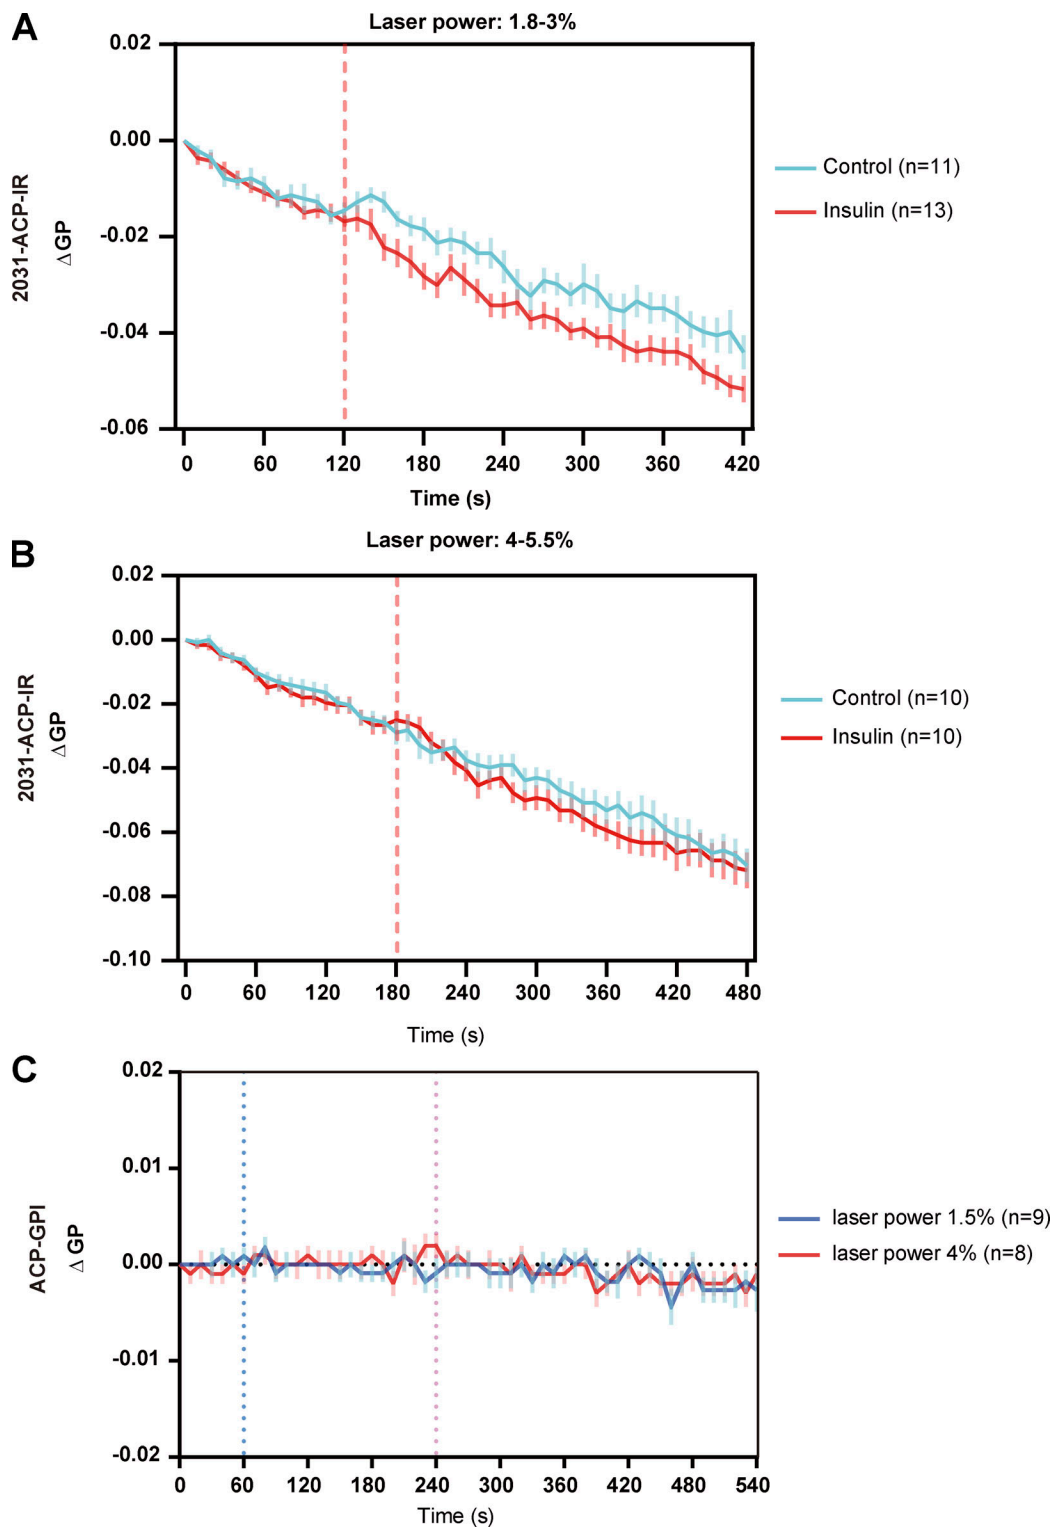 A
Laser power: 1.8-3%
0.02
0.00
-0.02
-0.04
-0.06
2031-ACP-IR
ΔGP
0 60 120 180 240 300 360 420
Time (s)
Control (n=11)
Insulin (n=13)
B
Laser power: 4-5.5%
0.02
0.00
-0.02
-0.04
-0.06
-0.08
-0.10
2031-ACP-IR
ΔGP
0 60 120 180 240 300 360 420 480
Time (s)
Control (n=10)
Insulin (n=10)
C
0.02
0.01
0.00
-0.01
-0.02
ACP-GPI
Δ GP
0 60 120 180 240 300 360 420 480 540
Time (s)
laser power 1.5% (n=9)
laser power 4% (n=8)